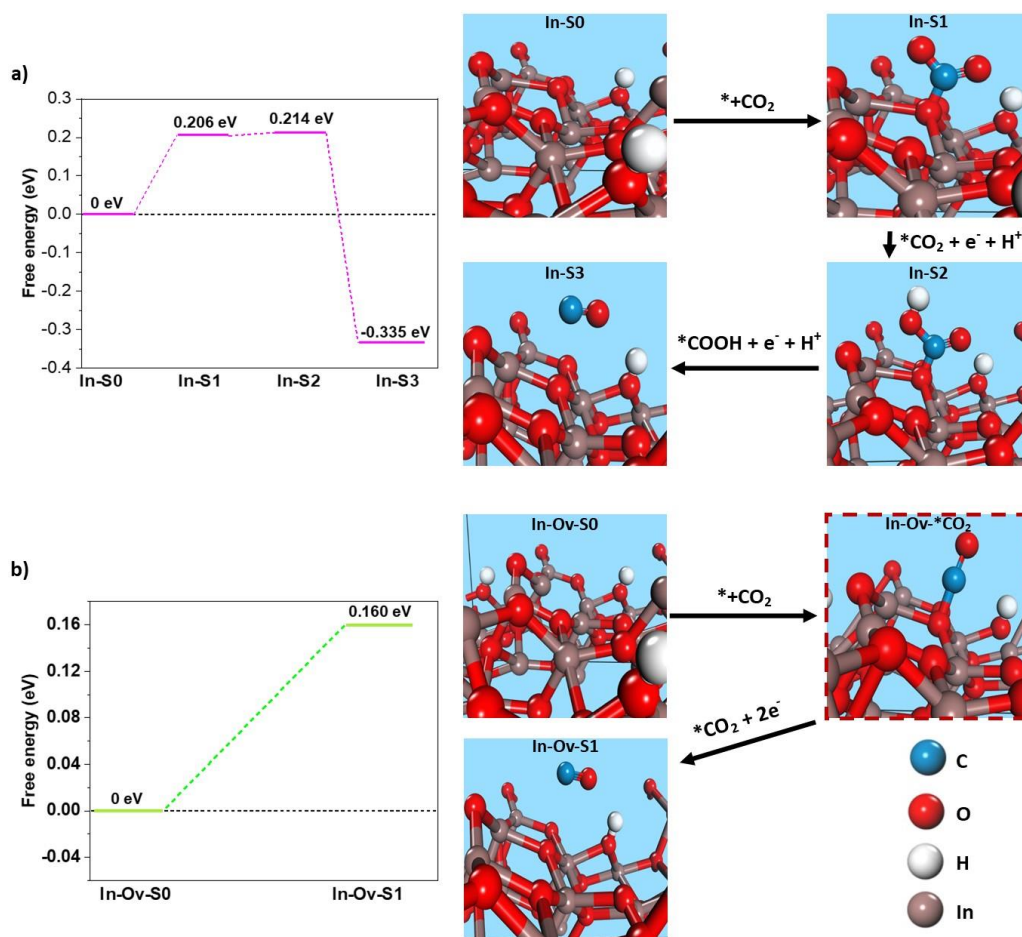 a)
Free energy (eV)
0.3
0.2
0.1
0.0
-0.1
-0.2
-0.3
-0.4
0 eV
0.206 eV
0.214 eV
-0.335 eV
In-S0
In-S1
In-S2
In-S3
In-S0
*+CO₂
In-S1
*CO₂ + e⁻ + H⁺
In-S3
*COOH + e⁻ + H⁺
In-S2
b)
Free energy (eV)
0.16
0.12
0.08
0.04
0.00
-0.04
0 eV
0.160 eV
In-Ov-S0
In-Ov-S1
In-Ov-S0
*+CO₂
In-Ov-*CO₂
*CO₂ + 2e⁻
In-Ov-S1
C
O
H
In